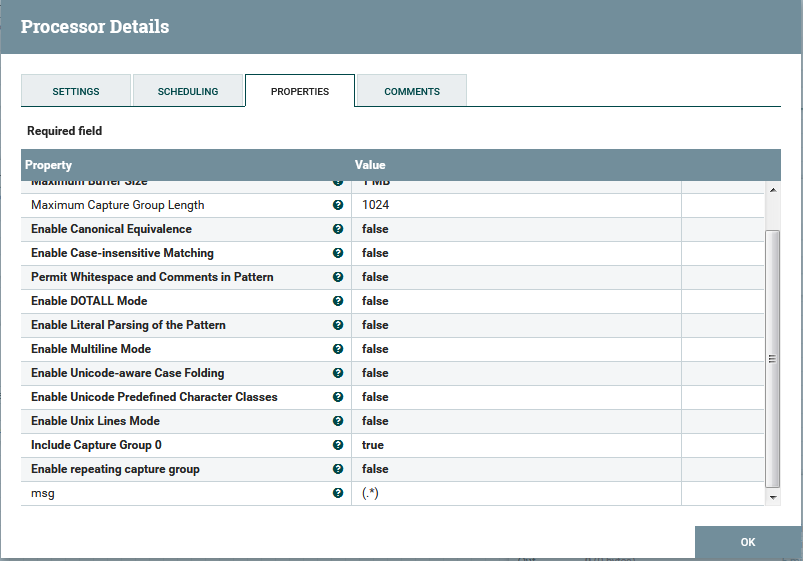 Processor Details
SETTINGS SCHEDULING PROPERTIES COMMENTS
Required field
Property Value
Maximum Buffer Size 1 MB
Maximum Capture Group Length 1024
Enable Canonical Equivalence false
Enable Case-insensitive Matching false
Permit Whitespace and Comments in Pattern false
Enable DOTALL Mode false
Enable Literal Parsing of the Pattern false
Enable Multiline Mode false
Enable Unicode-aware Case Folding false
Enable Unicode Predefined Character Classes false
Enable Unix Lines Mode false
Include Capture Group 0 true
Enable repeating capture group false
msg (.*)
OK